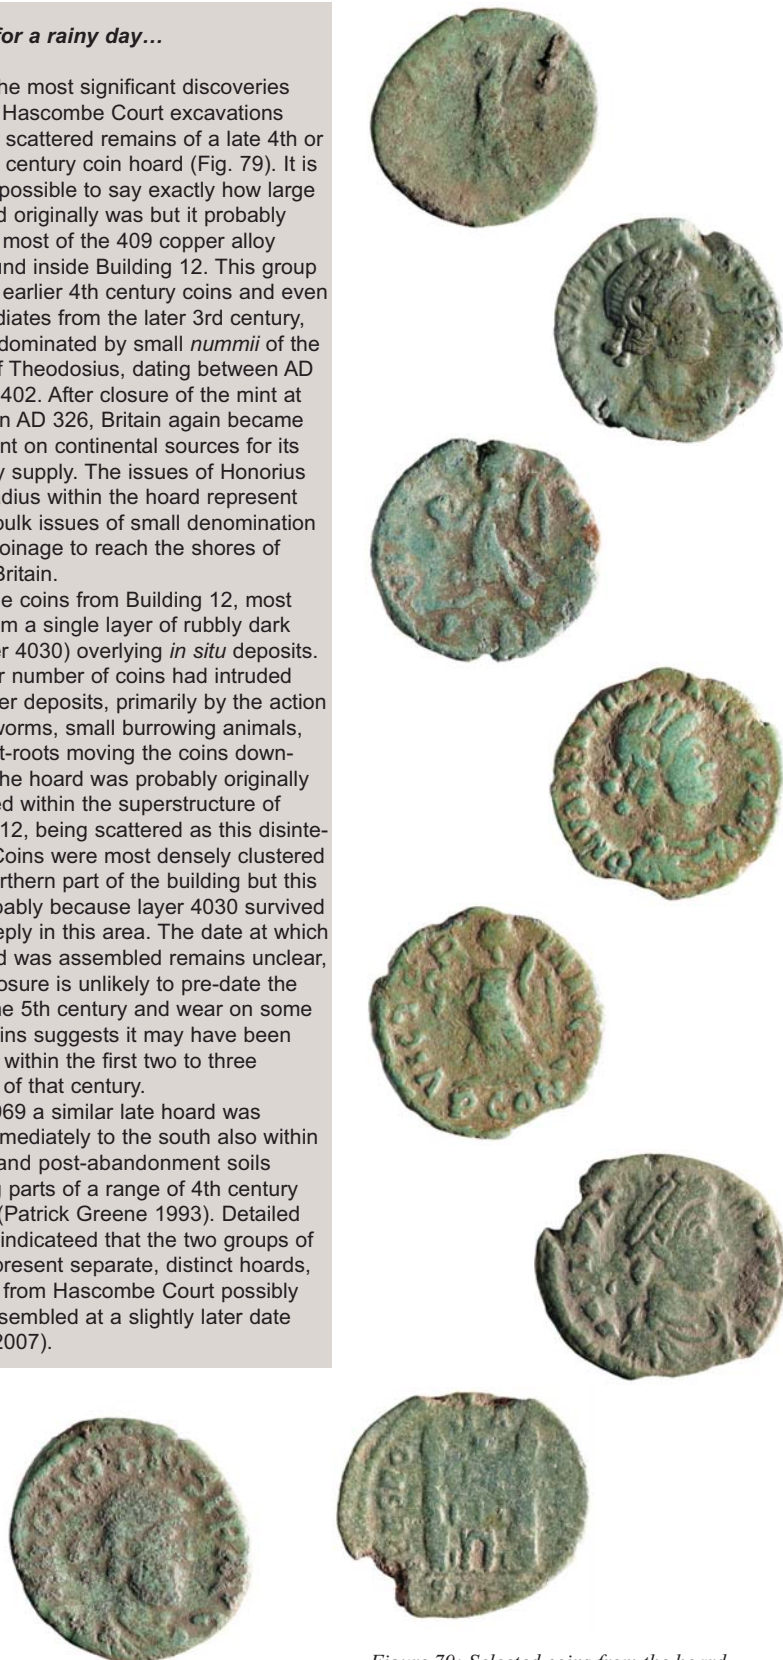 for a rainy day…
he most significant discoveries
Hascombe Court excavations
scattered remains of a late 4th or
century coin hoard (Fig. 79). It is
possible to say exactly how large
d originally was but it probably
most of the 409 copper alloy
und inside Building 12. This group
earlier 4th century coins and even
diates from the later 3rd century,
dominated by small nummii of the
f Theodosius, dating between AD
402. After closure of the mint at
n AD 326, Britain again became
nt on continental sources for its
y supply. The issues of Honorius
adius within the hoard represent
bulk issues of small denomination
oinage to reach the shores of
Britain.
e coins from Building 12, most
m a single layer of rubbly dark
er 4030) overlying in situ deposits.
r number of coins had intruded
er deposits, primarily by the action
worms, small burrowing animals,
t-roots moving the coins down-
he hoard was probably originally
ed within the superstructure of
12, being scattered as this disinte-
Coins were most densely clustered
rthern part of the building but this
bably because layer 4030 survived
eply in this area. The date at which
d was assembled remains unclear,
osure is unlikely to pre-date the
he 5th century and wear on some
ins suggests it may have been
within the first two to three
of that century.
969 a similar late hoard was
mmediately to the south also within
and post-abandonment soils
g parts of a range of 4th century
(Patrick Greene 1993). Detailed
indicateed that the two groups of
present separate, distinct hoards,
from Hascombe Court possibly
sembled at a slightly later date
2007).
Figure 79: Selected coins from the hoard